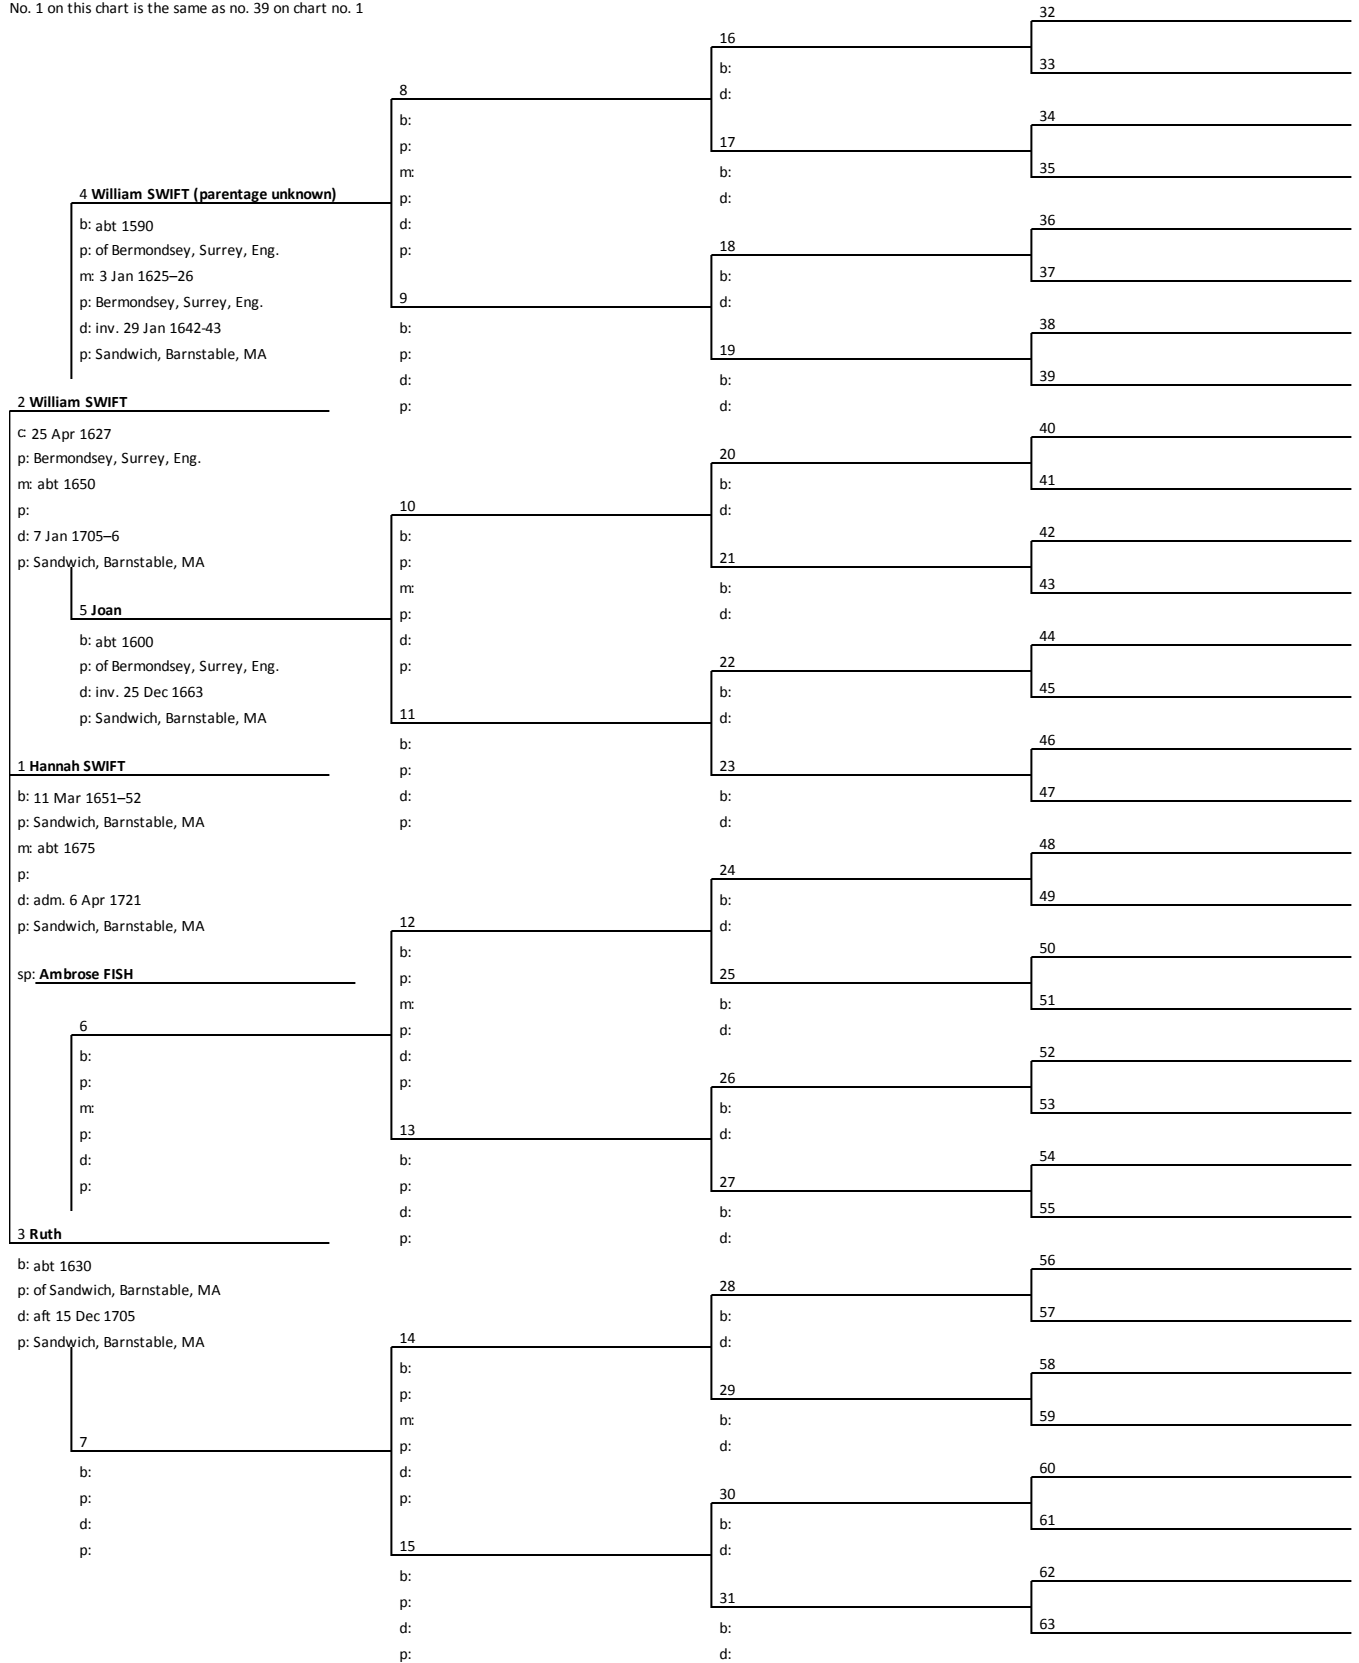 No. 1 on this chart is the same as no. 39 on chart no. 1
4 William SWIFT (parentage unknown)
b: abt 1590
p: of Bermondsey, Surrey, Eng.
m: 3 Jan 1625–26
p: Bermondsey, Surrey, Eng.
d: inv. 29 Jan 1642-43
p: Sandwich, Barnstable, MA
2 William SWIFT
c: 25 Apr 1627
p: Bermondsey, Surrey, Eng.
m: abt 1650
p:
d: 7 Jan 1705–6
p: Sandwich, Barnstable, MA
5 Joan
b: abt 1600
p: of Bermondsey, Surrey, Eng.
d: inv. 25 Dec 1663
p: Sandwich, Barnstable, MA
1 Hannah SWIFT
b: 11 Mar 1651–52
p: Sandwich, Barnstable, MA
m: abt 1675
p:
d: adm. 6 Apr 1721
p: Sandwich, Barnstable, MA
sp: Ambrose FISH
6
b:
p:
m:
p:
d:
p:
3 Ruth
b: abt 1630
p: of Sandwich, Barnstable, MA
d: aft 15 Dec 1705
p: Sandwich, Barnstable, MA
7
b:
p:
d:
p:
8
b:
p:
m:
p:
d:
p:
9
b:
p:
d:
p:
10
b:
p:
m:
p:
d:
p:
11
b:
p:
d:
p:
12
b:
p:
m:
p:
d:
p:
13
b:
p:
d:
p:
14
b:
p:
m:
p:
d:
p:
15
b:
p:
d:
p:
16
b:
d:
17
b:
d:
18
b:
d:
19
b:
d:
20
b:
d:
21
b:
d:
22
b:
d:
23
b:
d:
24
b:
d:
25
b:
d:
26
b:
d:
27
b:
d:
28
b:
d:
29
b:
d:
30
b:
d:
31
b:
d:
32
33
34
35
36
37
38
39
40
41
42
43
44
45
46
47
48
49
50
51
52
53
54
55
56
57
58
59
60
61
62
63